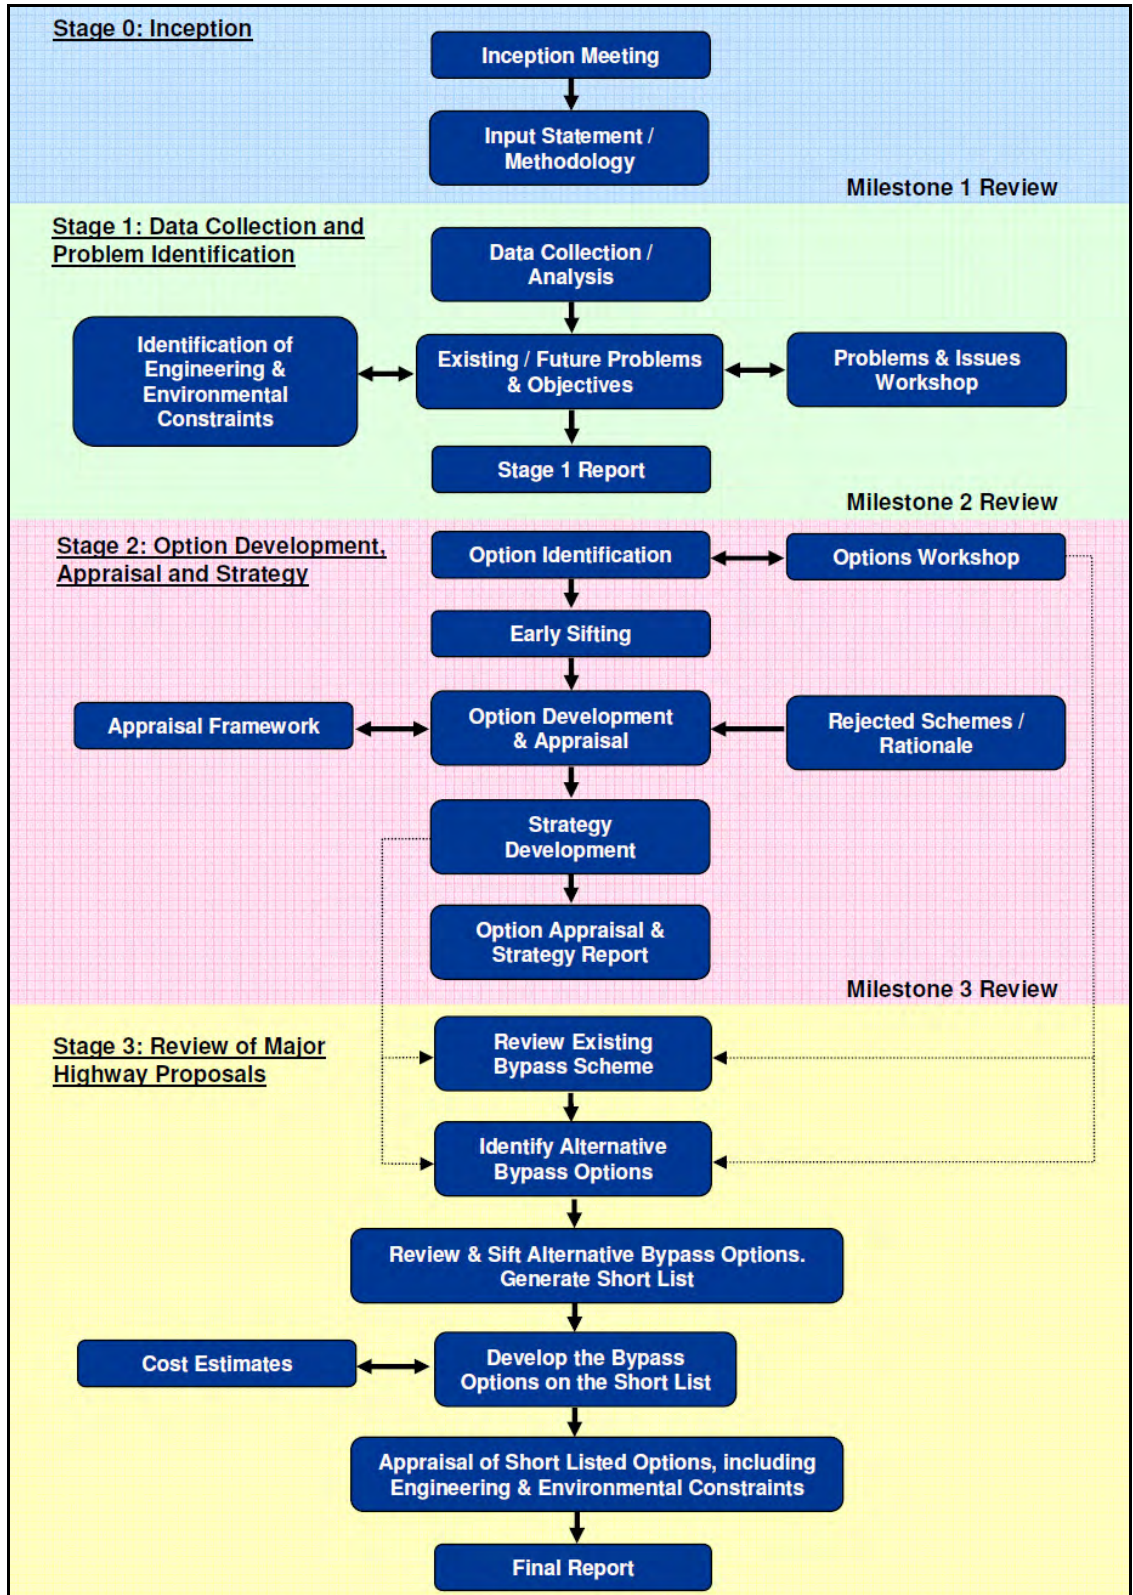 Stage 0: Inception
Inception Meeting
Input Statement /
Methodology
Milestone 1 Review
Stage 1: Data Collection and
Problem Identification
Data Collection /
Analysis
Identification of
Engineering &
Environmental
Constraints
Existing / Future Problems
& Objectives
Problems & Issues
Workshop
Stage 1 Report
Milestone 2 Review
Stage 2: Option Development,
Appraisal and Strategy
Option Identification
Options Workshop
Early Sifting
Appraisal Framework
Option Development
& Appraisal
Rejected Schemes /
Rationale
Strategy
Development
Option Appraisal &
Strategy Report
Milestone 3 Review
Stage 3: Review of Major
Highway Proposals
Review Existing
Bypass Scheme
Identify Alternative
Bypass Options
Review & Sift Alternative Bypass Options.
Generate Short List
Cost Estimates
Develop the Bypass
Options on the Short List
Appraisal of Short Listed Options, including
Engineering & Environmental Constraints
Final Report